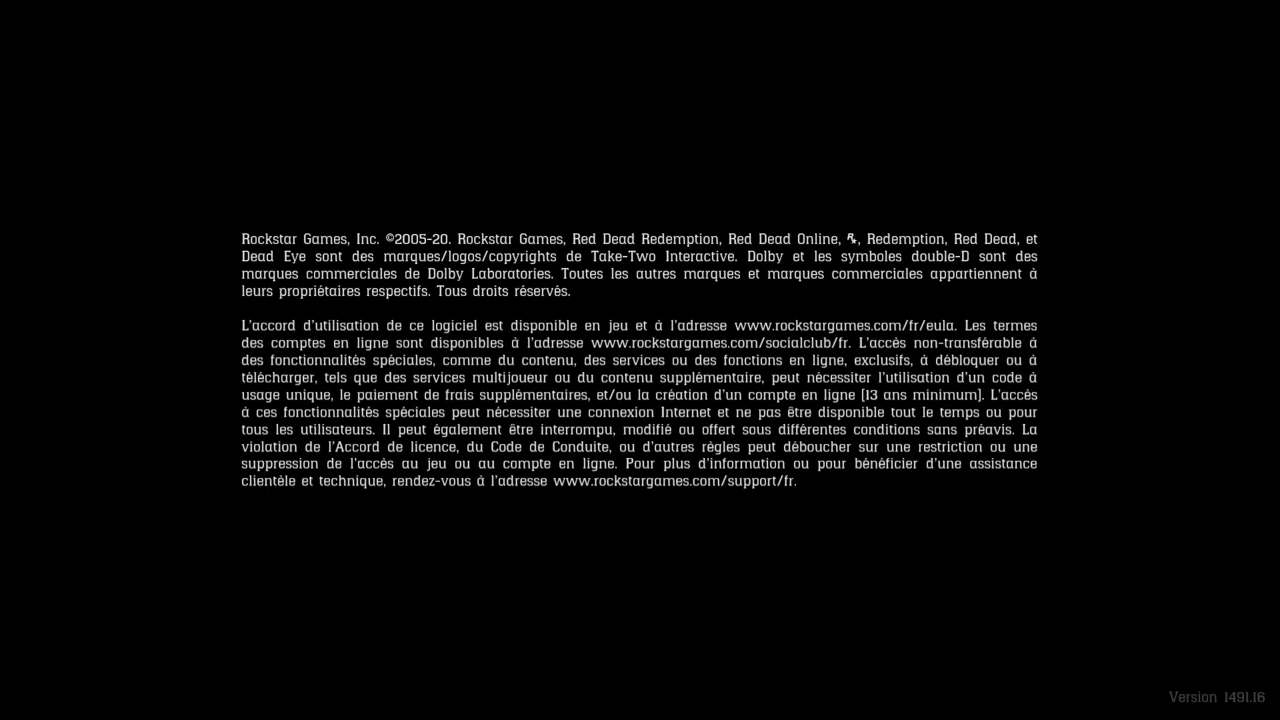 Rockstar Games, Inc. ©2005-20. Rockstar Games, Red Dead Redemption, Red Dead Online, R*, Redemption, Red Dead, et
Dead Eye sont des marques/logos/copyrights de Take-Two Interactive. Dolby et les symboles double-D sont des
marques commerciales de Dolby Laboratories. Toutes les autres marques et marques commerciales appartiennent à
leurs propriétaires respectifs. Tous droits réservés.
L'accord d'utilisation de ce logiciel est disponible en jeu et à l'adresse www.rockstargames.com/fr/eula. Les termes
des comptes en ligne sont disponibles à l'adresse www.rockstargames.com/socialclub/fr. L'accès non-transférable à
des fonctionnalités spéciales, comme du contenu, des services ou des fonctions en ligne, exclusifs, à débloquer ou à
télécharger, tels que des services multijoueur ou du contenu supplémentaire, peut nécessiter l'utilisation d'un code à
usage unique, le paiement de frais supplémentaires, et/ou la création d'un compte en ligne [13 ans minimum]. L'accès
à ces fonctionnalités spéciales peut nécessiter une connexion Internet et ne pas être disponible tout le temps ou pour
tous les utilisateurs. Il peut également être interrompu, modifié ou offert sous différentes conditions sans préavis. La
violation de l'Accord de licence, du Code de Conduite, ou d'autres règles peut déboucher sur une restriction ou une
suppression de l'accès au jeu ou au compte en ligne. Pour plus d'information ou pour bénéficier d'une assistance
clientèle et technique, rendez-vous à l'adresse www.rockstargames.com/support/fr.
Version 1491.16